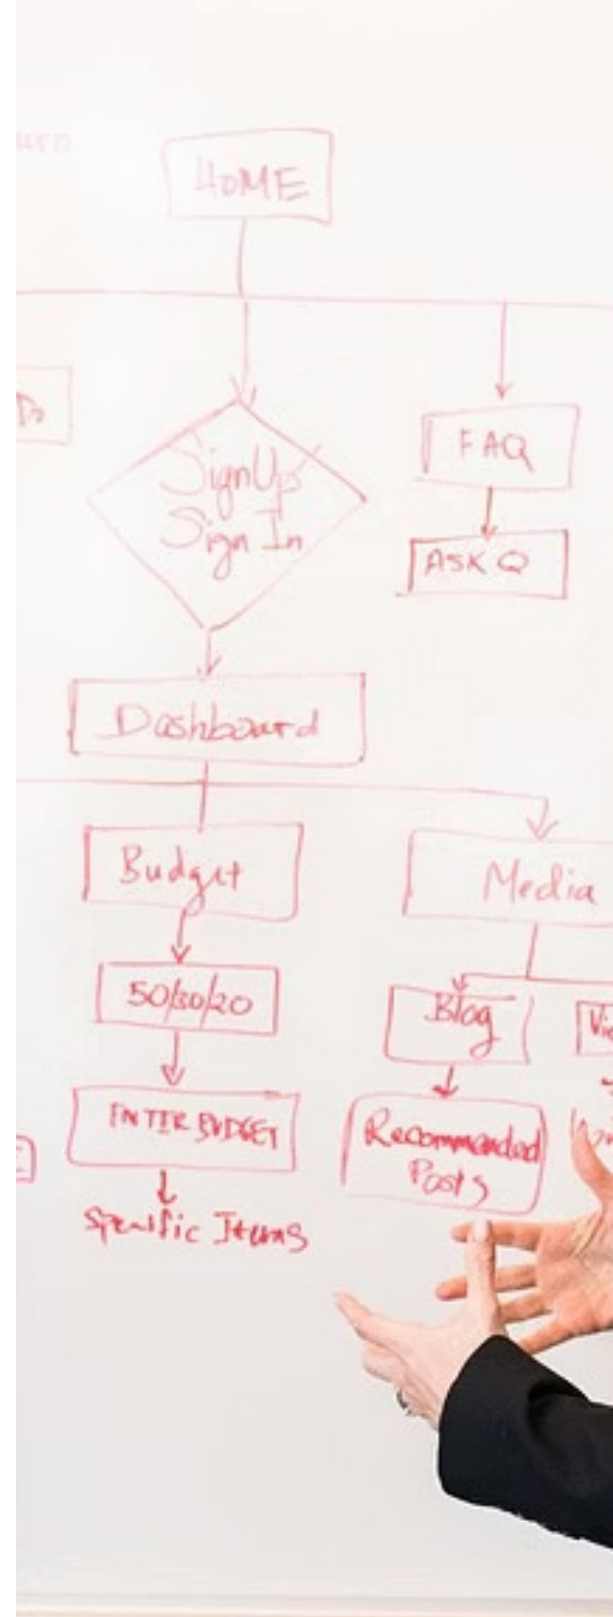 HOME
SignUp
Sign In
FAQ
ASK Q
Dashboard
Budget
Media
50/30/20
Blog
ENTER BUDGET
Recommended
Posts
Specific Items